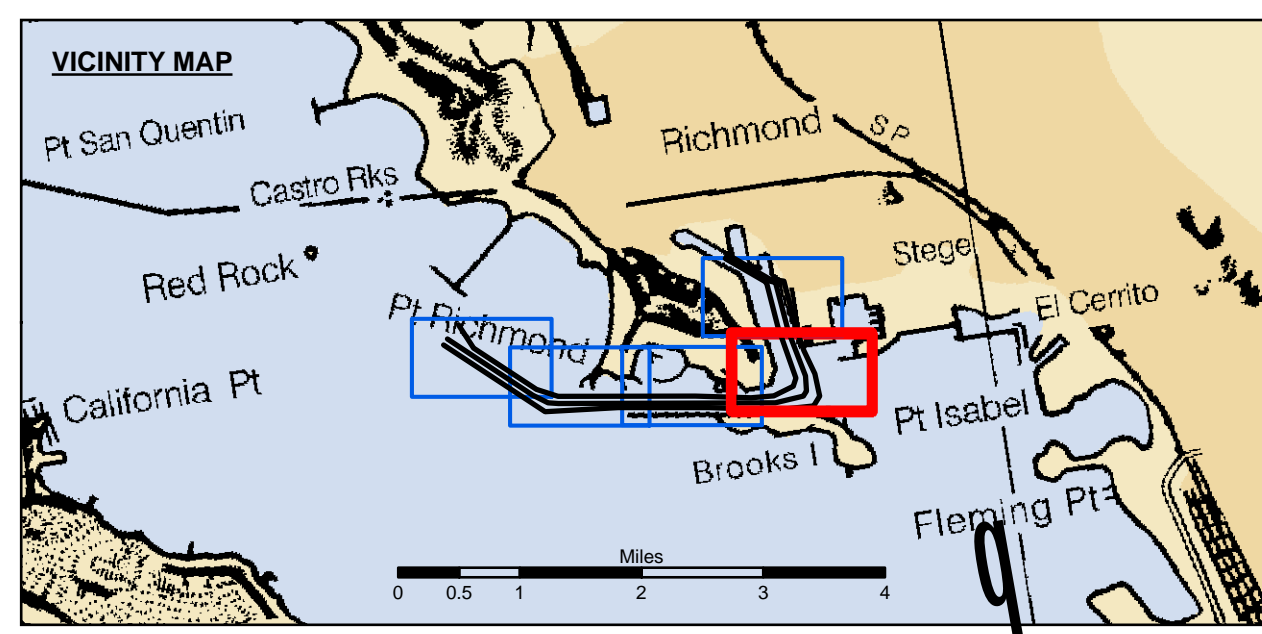 VICINITY MAP
Pt San Quentin
Richmond
S P
Castro Rks
Stege
Red Rock
El Cerrito
Pt Richmond
California Pt
Pt Isabel
Brooks I
Fleming Pt
Miles
0 0.5 1 2 3 4